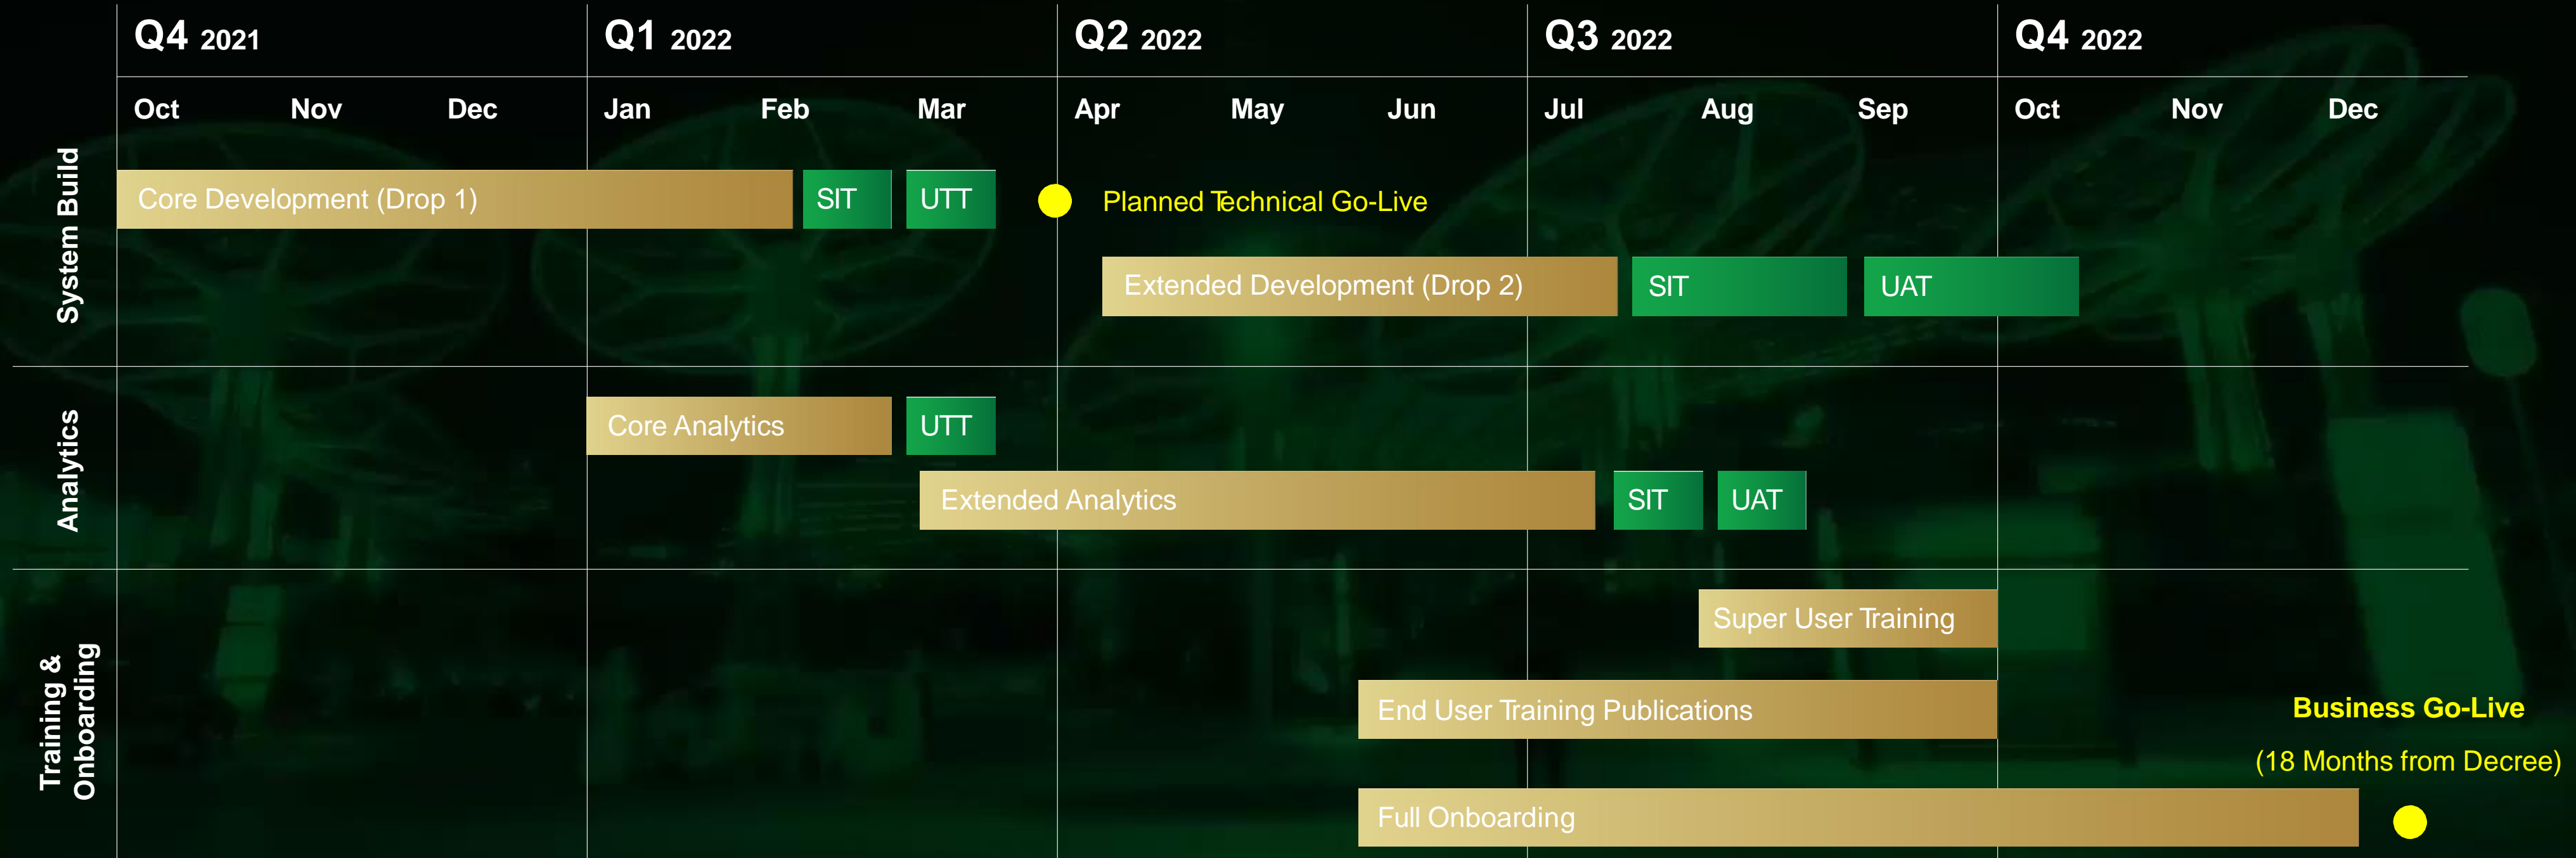 Q4 2021
Q1 2022
Q2 2022
Q3 2022
Q4 2022
Oct
Nov
Dec
Jan
Feb
Mar
Apr
May
Jun
Jul
Aug
Sep
Oct
Nov
Dec
System Build
Core Development (Drop 1)
SIT
UTT
Planned Technical Go-Live
Extended Development (Drop 2)
SIT
UAT
Analytics
Core Analytics
UTT
Extended Analytics
SIT
UAT
Training &
Onboarding
Super User Training
End User Training Publications
Business Go-Live
(18 Months from Decree)
Full Onboarding